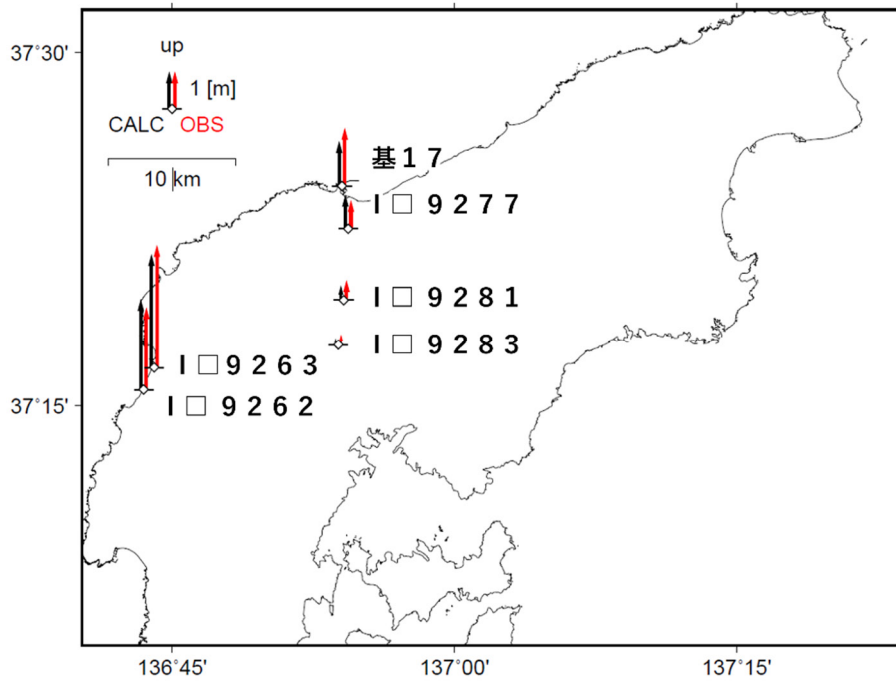 37°30'
up
1 [m]
CALC OBS
10 km
基17
I□9277
I□9281
I□9283
I□9263
I□9262
37°15'
136°45'
137°00'
137°15'